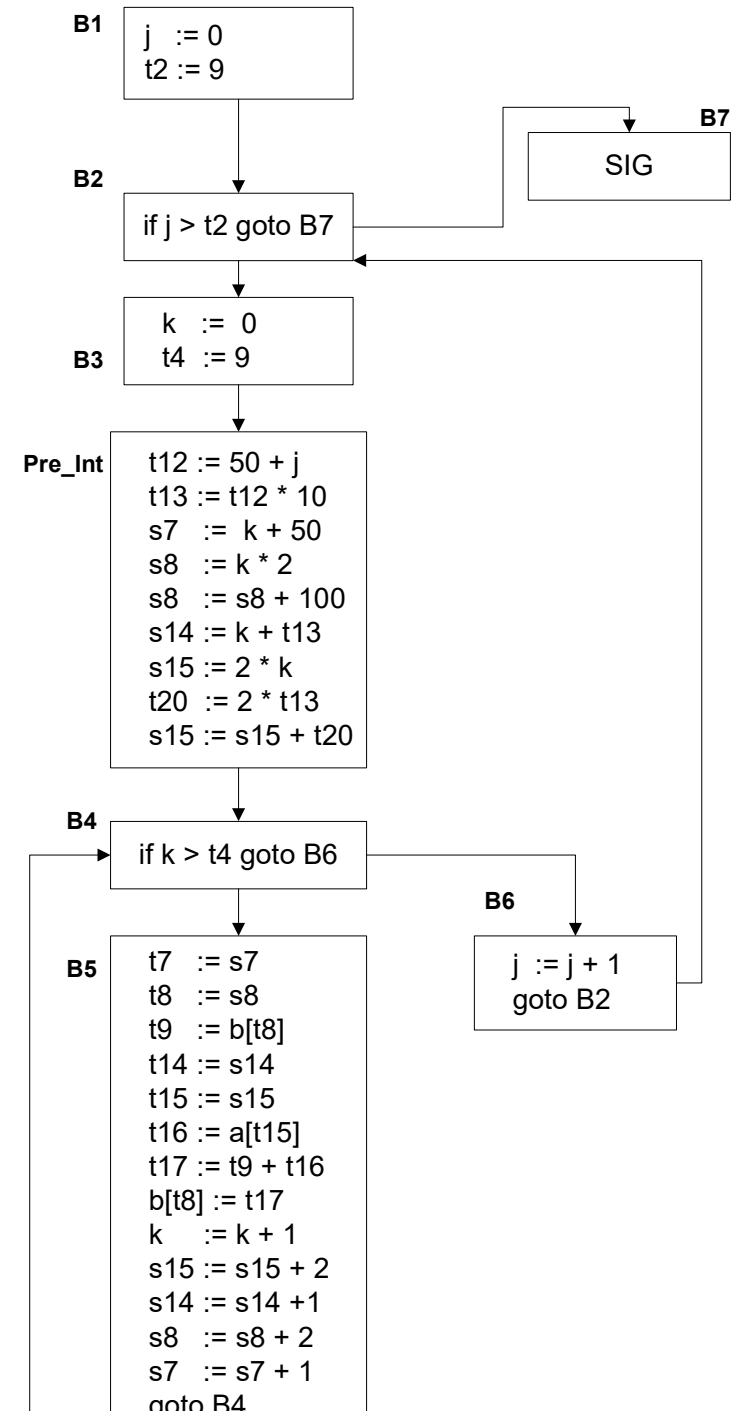 B1
j := 0
t2 := 9
B7
SIG
B2
if j > t2 goto B7
B3
k := 0
t4 := 9
Pre_Int
t12 := 50 + j
t13 := t12 * 10
s7 := k + 50
s8 := k * 2
s8 := s8 + 100
s14 := k + t13
s15 := 2 * k
t20 := 2 * t13
s15 := s15 + t20
B4
if k > t4 goto B6
B6
j := j + 1
goto B2
B5
t7 := s7
t8 := s8
t9 := b[t8]
t14 := s14
t15 := s15
t16 := a[t15]
t17 := t9 + t16
b[t8] := t17
k := k + 1
s15 := s15 + 2
s14 := s14 +1
s8 := s8 + 2
s7 := s7 + 1
goto B4